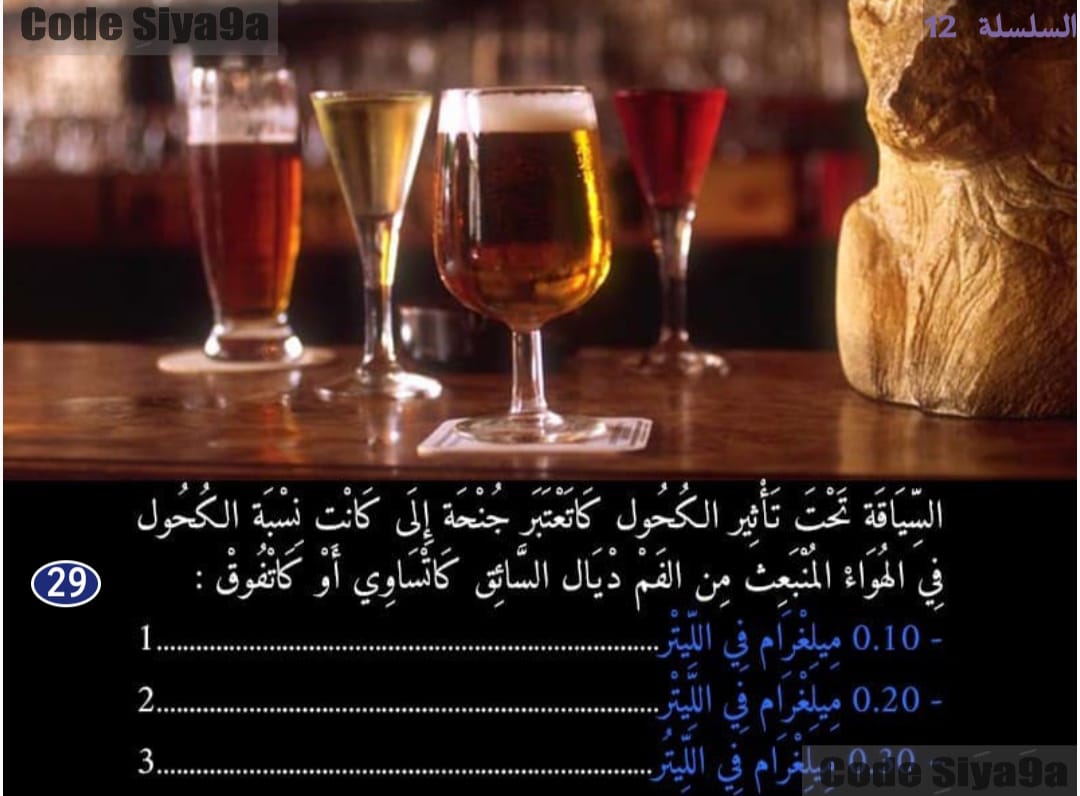 Code Siya9a
السلسلة 12
السِّيَاقَة تَحْتَ تَأْثِير الكُحُول كَاتَعْتَبَر جُنْحَة إِلَى كَانْت نِسْبَة الكُحُول
فِي الهُوَاءْ المُنْبَعِث مِن الفَمْ دْيَال السَّائِق كَاتْسَاوِي أَوْ كَاتْفُوقْ :
29
- 0.10 مِيلِغْرَام فِي اللِّيتْر.......................................................1
- 0.20 مِيلِغْرَام فِي اللِّيتْر.......................................................2
- 0.30 مِيلِغْرَام فِي اللِّيتْر.......................................................3
Code Siya9a